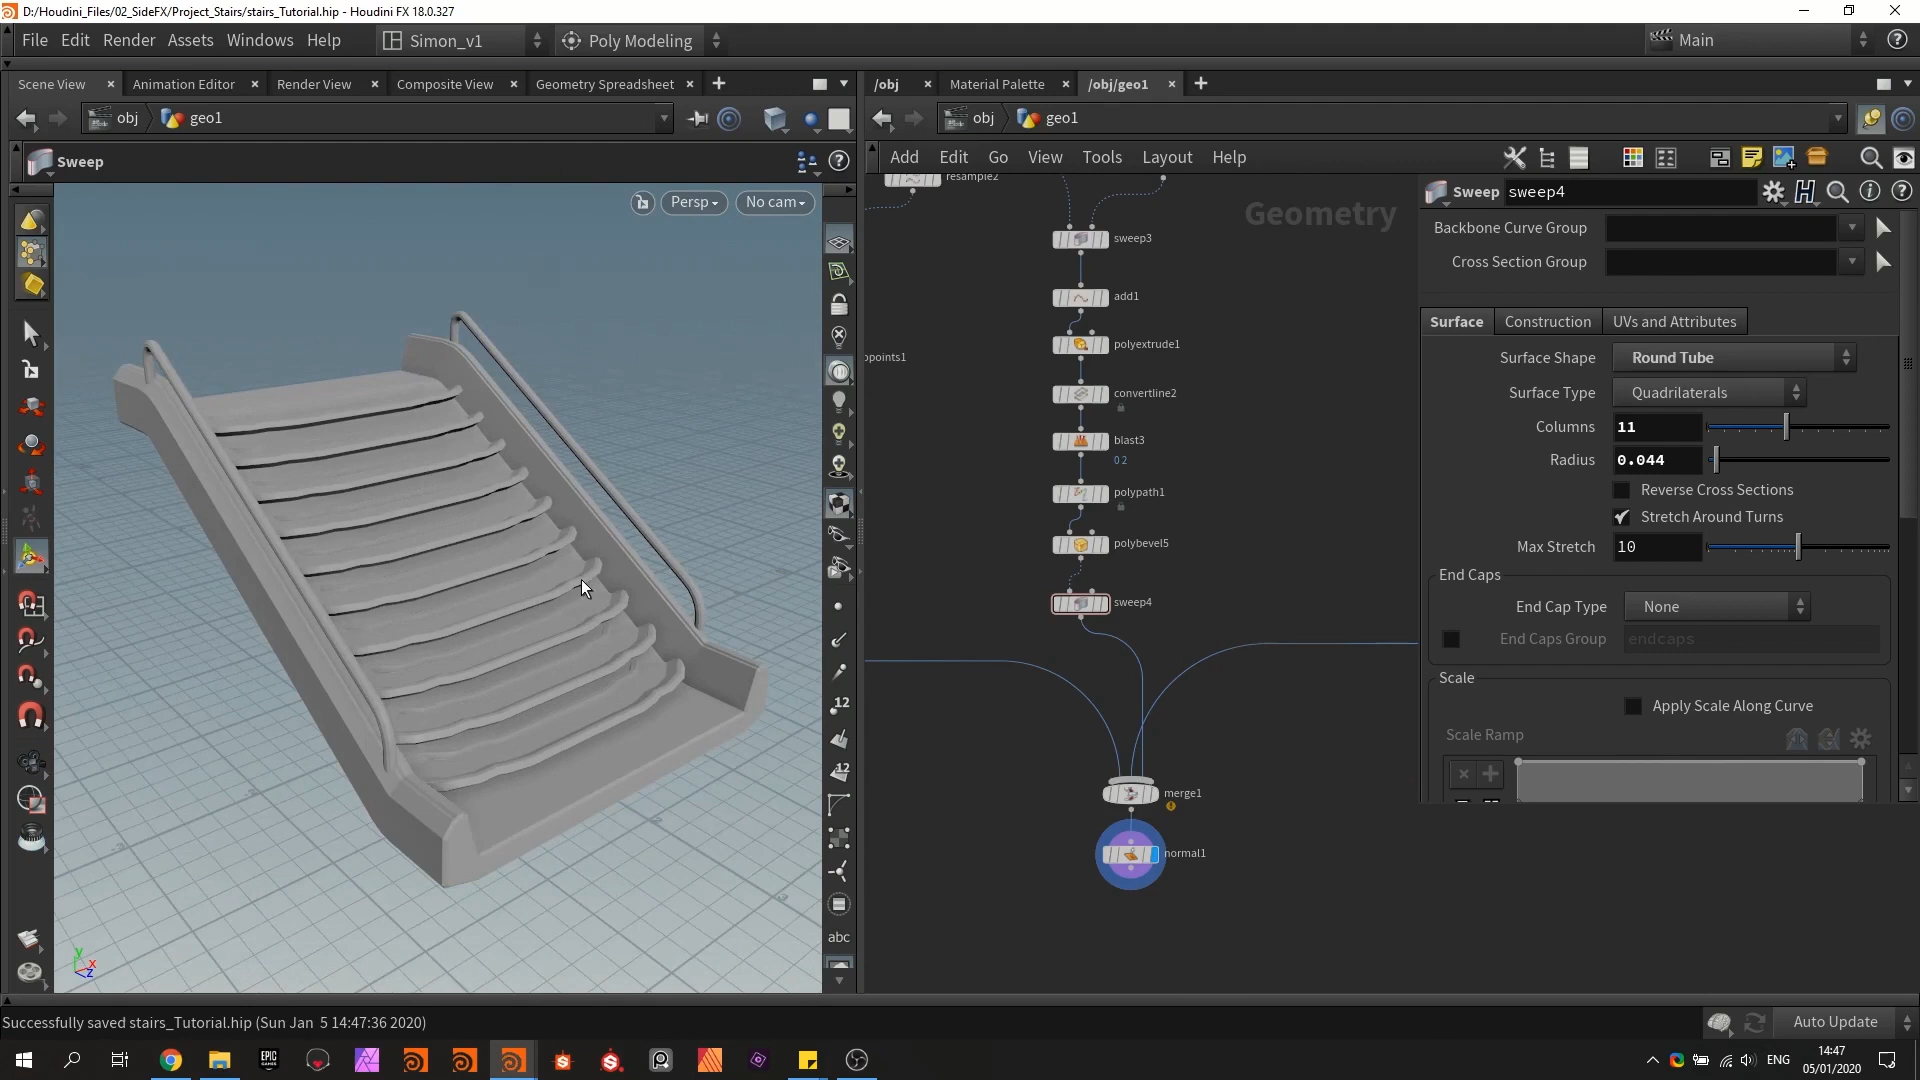 D:/Houdini_Files/02_SideFX/Project_Stairs/stairs_Tutorial.hip - Houdini FX 18.0.327
File Edit Render Assets Windows Help Simon_v1 Poly Modeling Main
Scene View Animation Editor Render View Composite View Geometry Spreadsheet
/obj Material Palette /obj/geo1
obj geo1
obj geo1
Sweep
Add Edit Go View Tools Layout Help
Persp No cam
Geometry
resample2
sweep3
add1
polyextrude1
convertline2
blast3
0 2
polypath1
polybevel5
sweep4
merge1
normal1
Sweep sweep4
Backbone Curve Group
Cross Section Group
Surface Construction UVs and Attributes
Surface Shape Round Tube
Surface Type Quadrilaterals
Columns 11
Radius 0.044
Reverse Cross Sections
Stretch Around Turns
Max Stretch 10
End Caps
End Cap Type None
End Caps Group endcaps
Scale
Apply Scale Along Curve
Scale Ramp
12
12
abc
y
x
z
Successfully saved stairs_Tutorial.hip (Sun Jan 5 14:47:36 2020)
Auto Update
EPIC
GAMES
ENG
14:47
05/01/2020